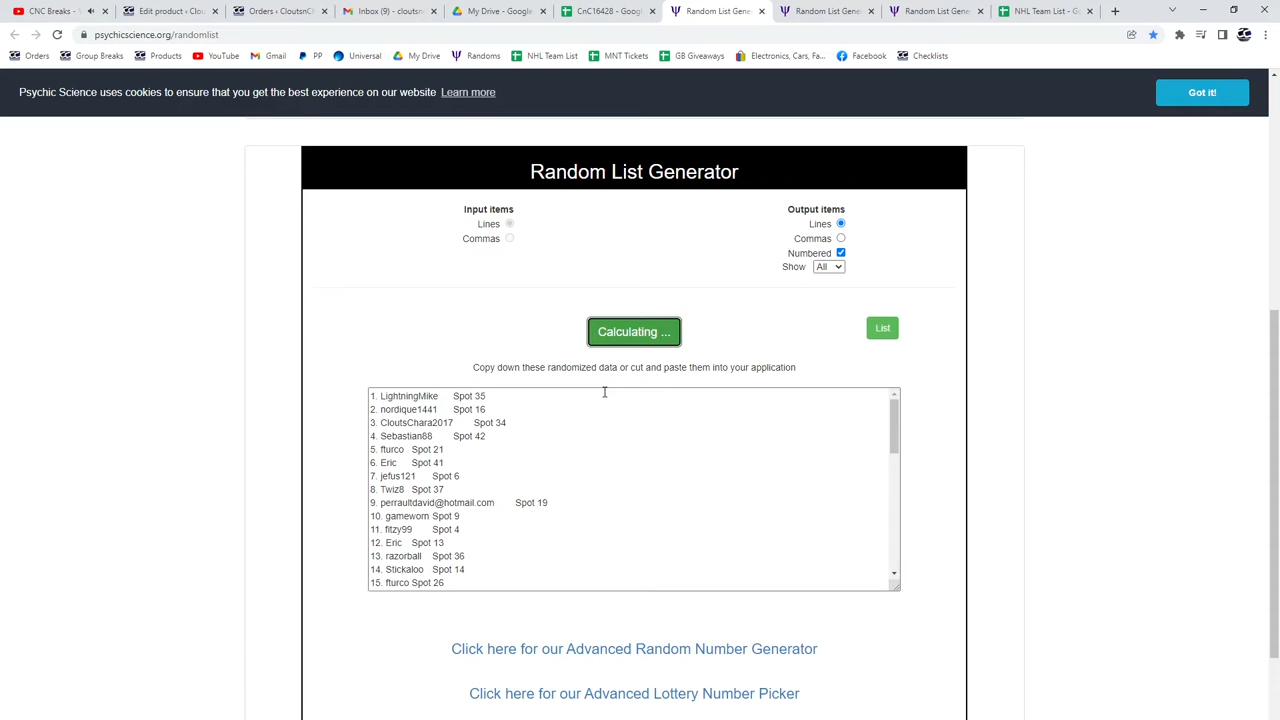 CNC Breaks -
Edit product ‹ Clouts
Orders ‹ CloutsnCh
Inbox (9) - cloutsn
My Drive - Google
CnC16428 - Googl
Random List Gene
Random List Gene
Random List Gene
NHL Team List - G
psychicscience.org/randomlist
Orders
Group Breaks
Products
YouTube
Gmail
PP
Universal
My Drive
Randoms
NHL Team List
MNT Tickets
GB Giveaways
Electronics, Cars, Fa...
Facebook
Checklists
Psychic Science uses cookies to ensure that you get the best experience on our website Learn more
Got it!
Random List Generator
Input items
Lines
Commas
Output items
Lines
Commas
Numbered
Show All
Calculating ...
List
Copy down these randomized data or cut and paste them into your application
1. LightningMike Spot 35
2. nordique1441 Spot 16
3. CloutsChara2017 Spot 34
4. Sebastian88 Spot 42
5. fturco Spot 21
6. Eric Spot 41
7. jefus121 Spot 6
8. Twiz8 Spot 37
9. perraultdavid@hotmail.com Spot 19
10. gameworn Spot 9
11. fitzy99 Spot 4
12. Eric Spot 13
13. razorball Spot 36
14. Stickaloo Spot 14
15. fturco Spot 26
Click here for our Advanced Random Number Generator
Click here for our Advanced Lottery Number Picker